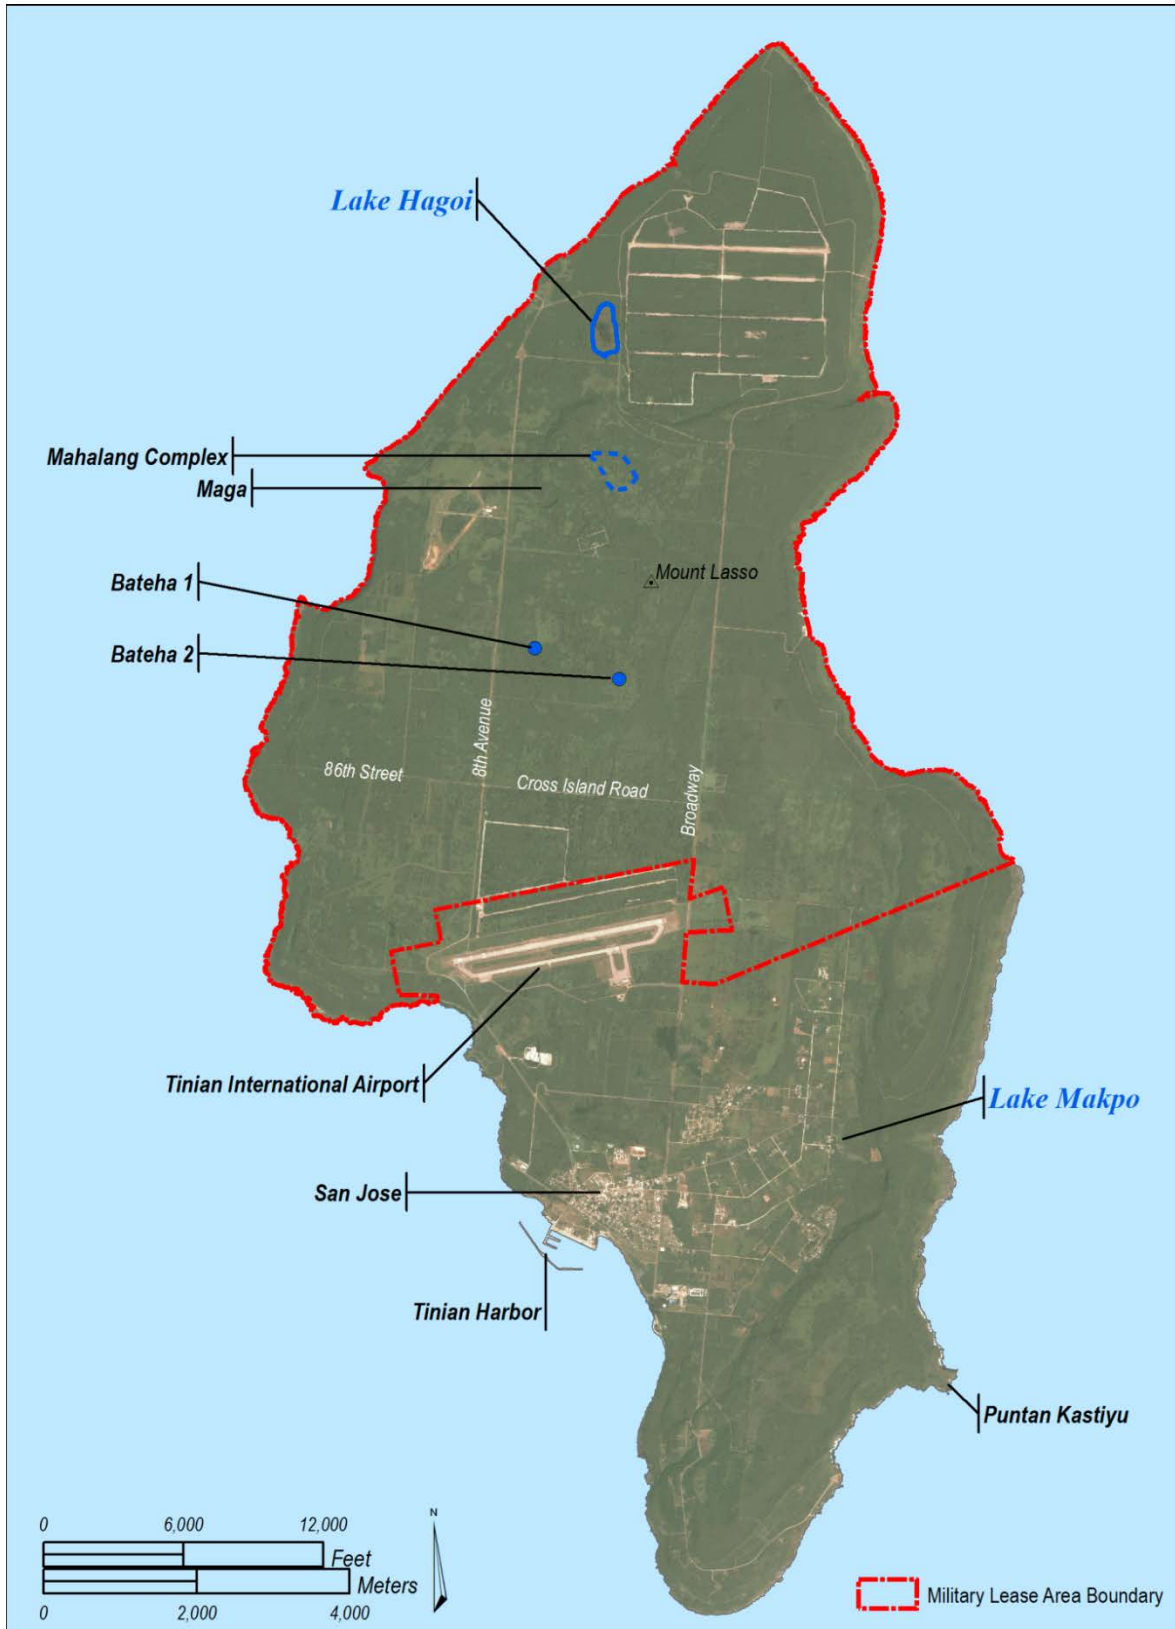 Lake Hagoi
Mahalang Complex
Maga
Mount Lasso
Bateha 1
Bateha 2
8th Avenue
86th Street
Cross Island Road
Broadway
Tinian International Airport
Lake Makpo
San Jose
Tinian Harbor
Puntan Kastiyu
N
0 6,000 12,000
Feet
Meters
0 2,000 4,000
Military Lease Area Boundary